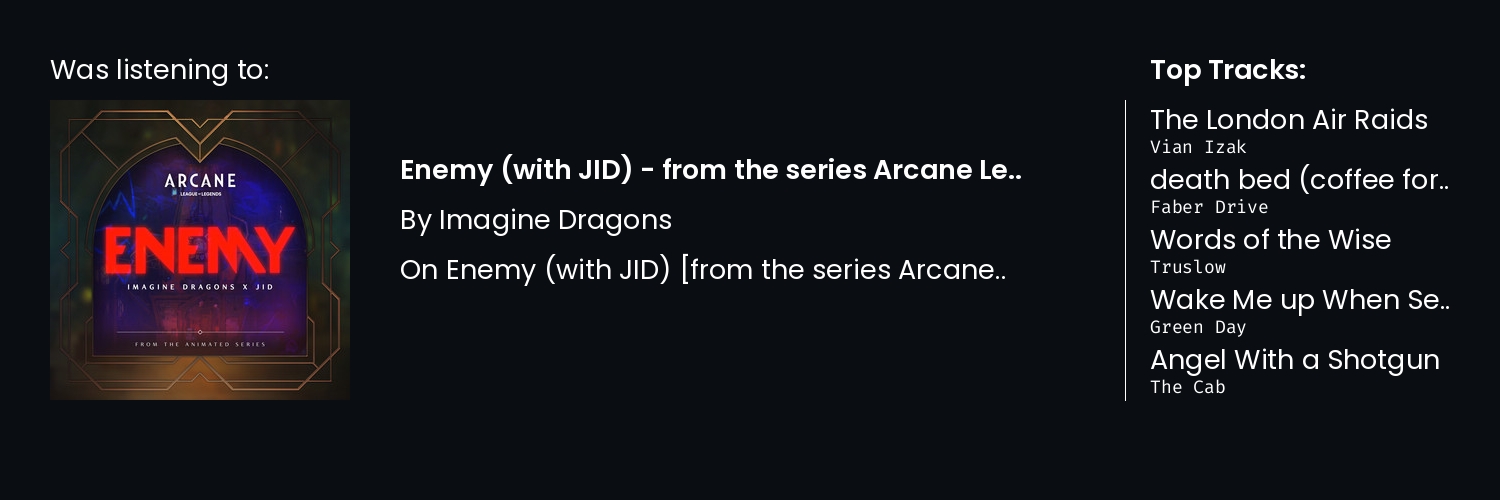 Was listening to:
ARCANE
LEAGUE OF LEGENDS
ENEMY
IMAGINE DRAGONS X JID
FROM THE ANIMATED SERIES
Enemy (with JID) - from the series Arcane Le..
By Imagine Dragons
On Enemy (with JID) [from the series Arcane..
Top Tracks:
The London Air Raids
Vian Izak
death bed (coffee for..
Faber Drive
Words of the Wise
Truslow
Wake Me up When Se..
Green Day
Angel With a Shotgun
The Cab